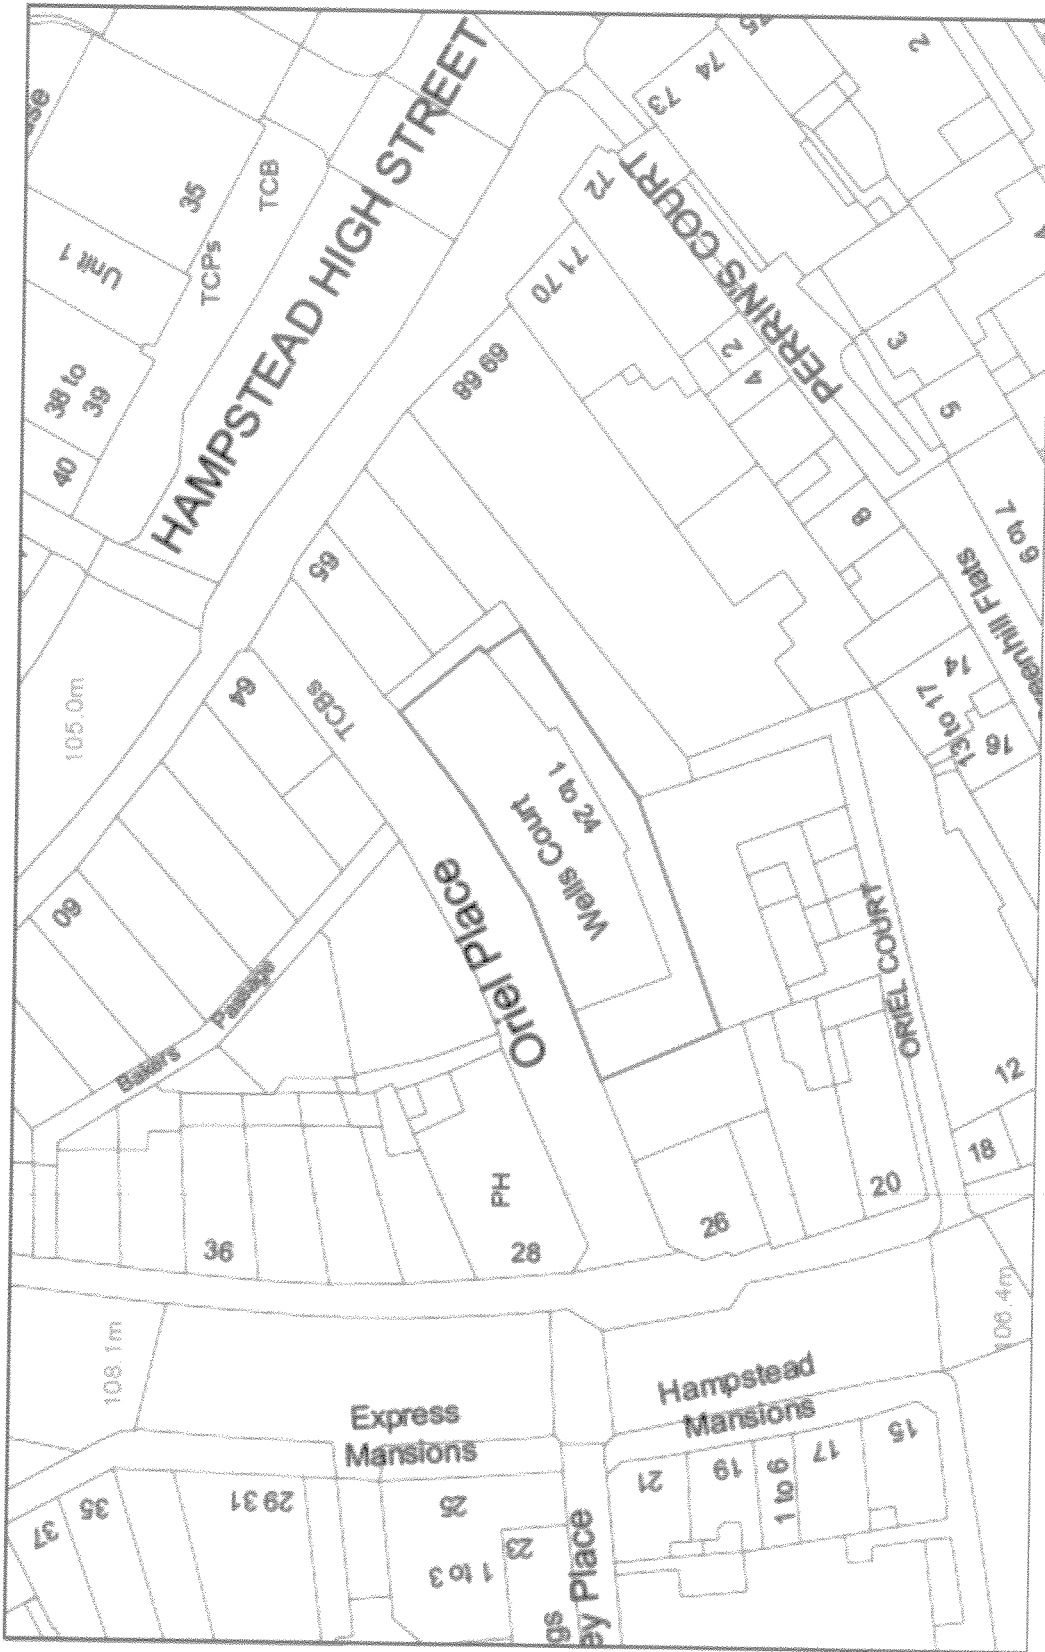 HAMPSTEAD HIGH STREET
35
TCB
TCPs
Unit 1
38 to
39
40
73
74
2
72
PERRIN'S COURT
71 70
68 69
2
4
3
5
8
65
7 to 9
64
TCBs
105.0m
14
13 to 17
16
1 to 24
Wells Court
Oriel Place
60
Passage
ORIEL COURT
12
18
20
26
PH
28
36
108.1m
106.4m
Hampstead
Mansions
Express
Mansions
15
17
1 to 6
19
21
25
23
1 to 3
29 31
35
37